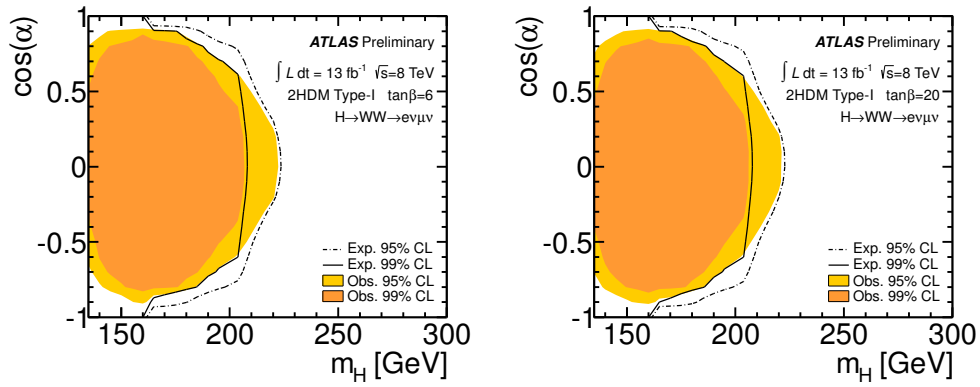 cos(α)
1
0.5
0
-0.5
-1
ATLAS Preliminary
∫ L dt = 13 fb⁻¹ √s=8 TeV
2HDM Type-I tanβ=6
H→WW→eνμν
Exp. 95% CL
Exp. 99% CL
Obs. 95% CL
Obs. 99% CL
150 200 250 300
m_H [GeV]
cos(α)
1
0.5
0
-0.5
-1
ATLAS Preliminary
∫ L dt = 13 fb⁻¹ √s=8 TeV
2HDM Type-I tanβ=20
H→WW→eνμν
Exp. 95% CL
Exp. 99% CL
Obs. 95% CL
Obs. 99% CL
150 200 250 300
m_H [GeV]